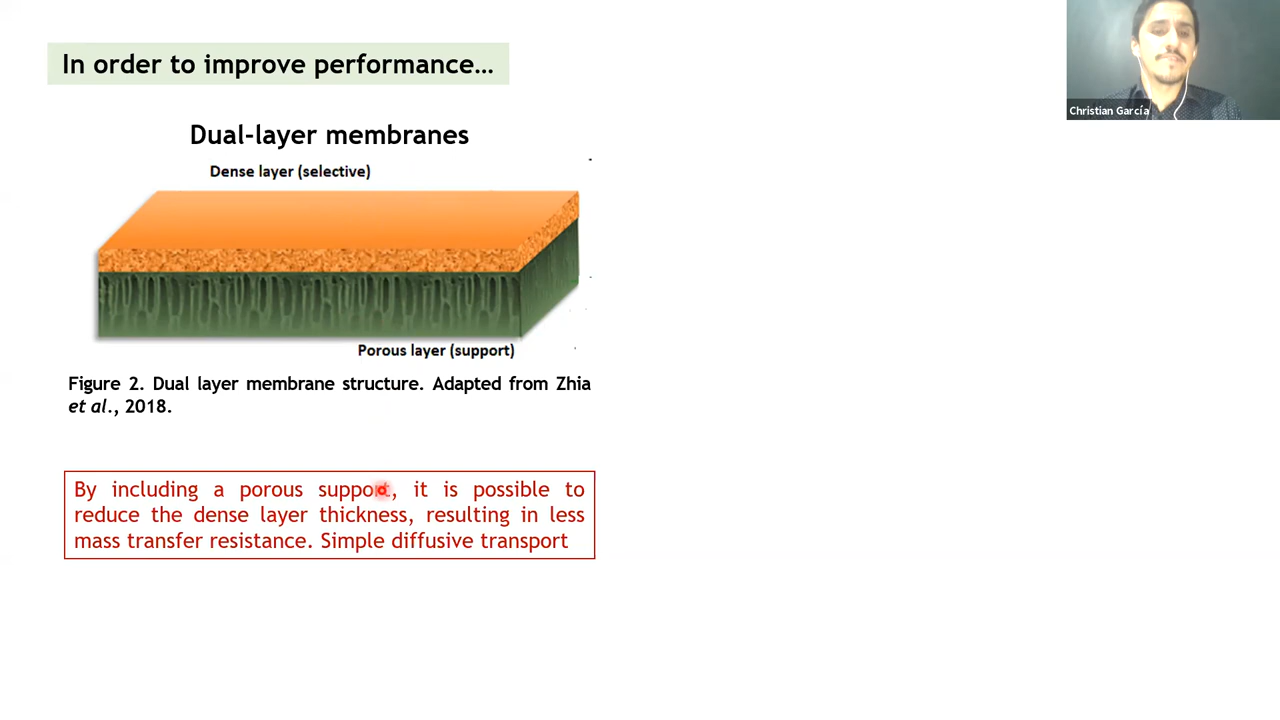 In order to improve performance…
Christian García
Dual-layer membranes
Dense layer (selective)
Porous layer (support)
Figure 2. Dual layer membrane structure. Adapted from Zhia
et al., 2018.
By including a porous support, it is possible to
reduce the dense layer thickness, resulting in less
mass transfer resistance. Simple diffusive transport